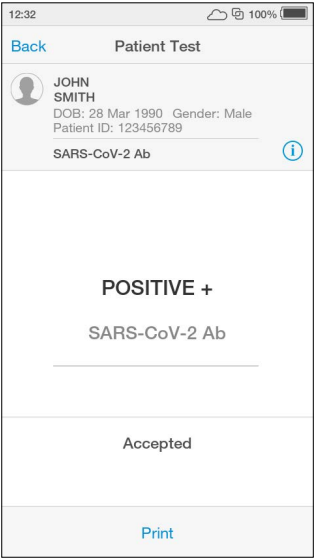 12:32 100%
Back Patient Test
JOHN
SMITH
DOB: 28 Mar 1990 Gender: Male
Patient ID: 123456789
SARS-CoV-2 Ab
POSITIVE +
SARS-CoV-2 Ab
Accepted
Print